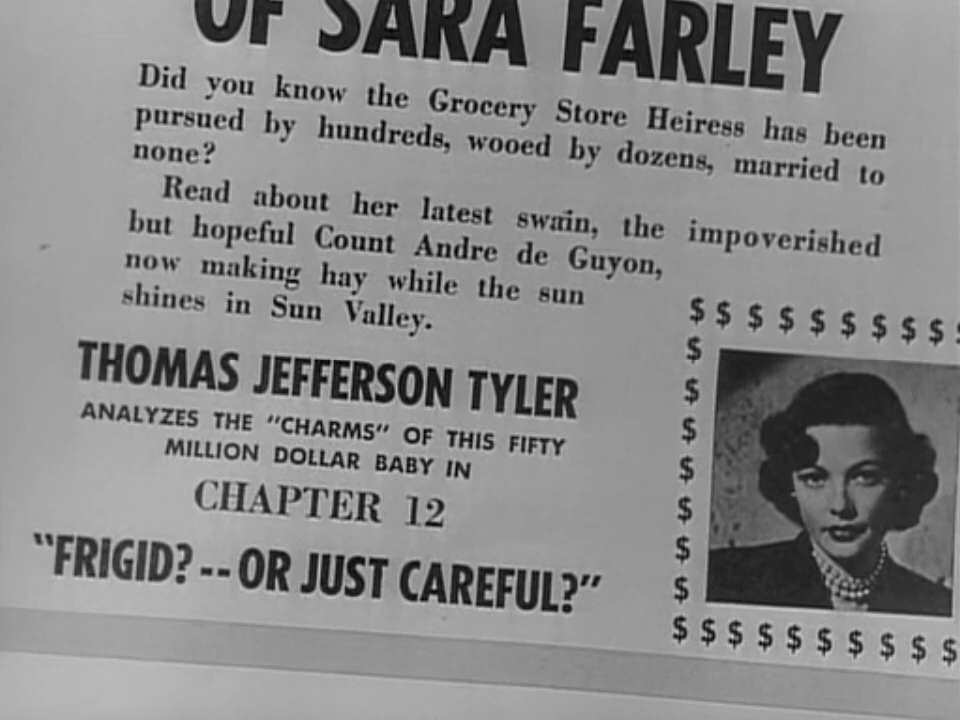 OF SARA FARLEY
Did you know the Grocery Store Heiress has been
pursued by hundreds, wooed by dozens, married to
none?
Read about her latest swain, the impoverished
but hopeful Count Andre de Guyon,
now making hay while the sun
shines in Sun Valley.
$ $ $ $ $ $ $ $ $
$
$
$
$
$
$
$
THOMAS JEFFERSON TYLER
ANALYZES THE "CHARMS" OF THIS FIFTY
MILLION DOLLAR BABY IN
CHAPTER 12
"FRIGID?--OR JUST CAREFUL?"
$ $ $ $ $ $ $ $ $ $